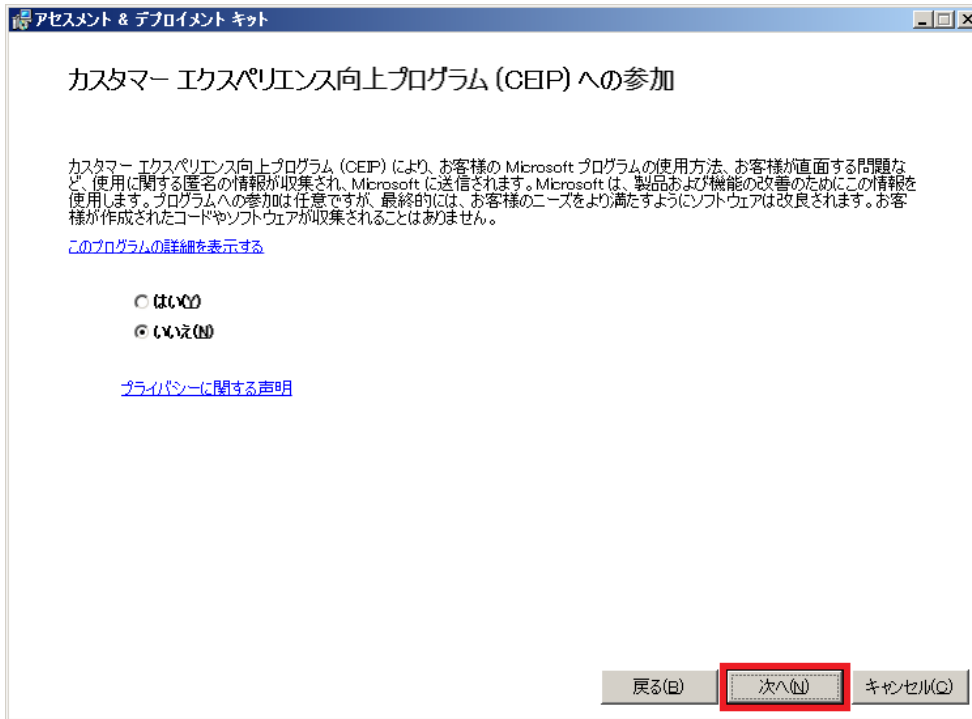 アセスメント & デプロイメント キット
カスタマー エクスペリエンス向上プログラム (CEIP) への参加
カスタマー エクスペリエンス向上プログラム (CEIP) により、お客様の Microsoft プログラムの使用方法、お客様が直面する問題な
ど、使用に関する匿名の情報が収集され、Microsoft に送信されます。Microsoft は、製品および機能の改善のためにこの情報を
使用します。プログラムへの参加は任意ですが、最終的には、お客様のニーズをより満たすようにソフトウェアは改良されます。お客
様が作成されたコードやソフトウェアが収集されることはありません。
このプログラムの詳細を表示する
はい(Y)
いいえ(N)
プライバシーに関する声明
戻る(B) 次へ(N) キャンセル(C)